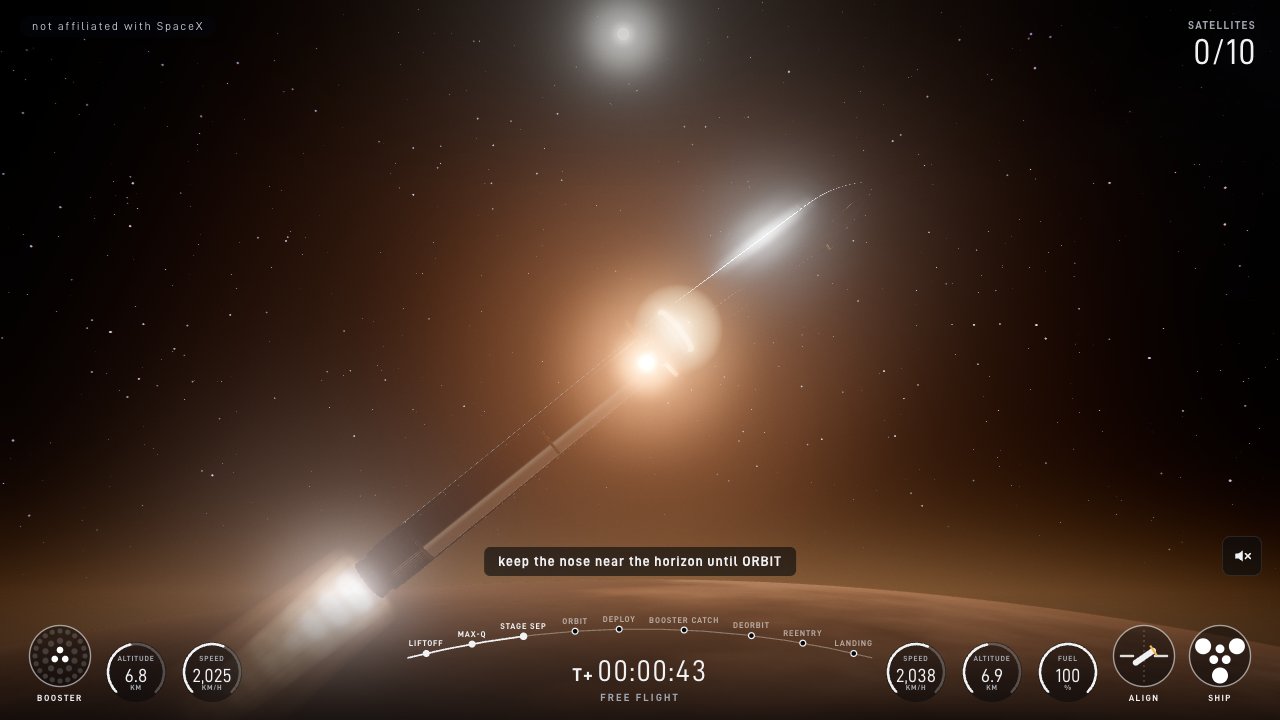 not affiliated with SpaceX
SATELLITES
0/10
keep the nose near the horizon until ORBIT
LIFTOFF
MAX-Q
STAGE SEP
ORBIT
DEPLOY
BOOSTER CATCH
DEORBIT
REENTRY
LANDING
T+ 00:00:43
FREE FLIGHT
BOOSTER
ALTITUDE
6.8
KM
SPEED
2,025
KM/H
SPEED
2,038
KM/H
ALTITUDE
6.9
KM
FUEL
100
%
ALIGN
SHIP